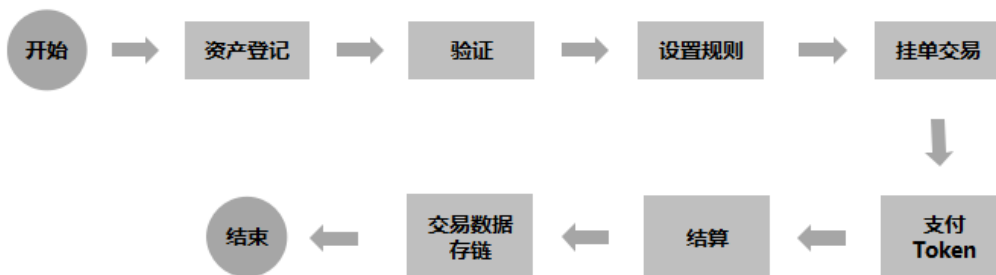 开始
资产登记
验证
设置规则
挂单交易
支付
Token
结算
交易数据
存链
结束